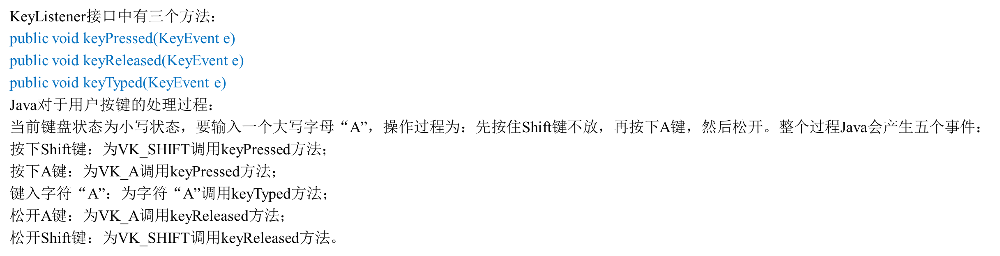 KeyListener接口中有三个方法：
public void keyPressed(KeyEvent e)
public void keyReleased(KeyEvent e)
public void keyTyped(KeyEvent e)
Java对于用户按键的处理过程：
当前键盘状态为小写状态，要输入一个大写字母“A”，操作过程为：先按住Shift键不放，再按下A键，然后松开。整个过程Java会产生五个事件：
按下Shift键：为VK_SHIFT调用keyPressed方法；
按下A键：为VK_A调用keyPressed方法；
键入字符“A”：为字符“A”调用keyTyped方法；
松开A键：为VK_A调用keyReleased方法；
松开Shift键：为VK_SHIFT调用keyReleased方法。